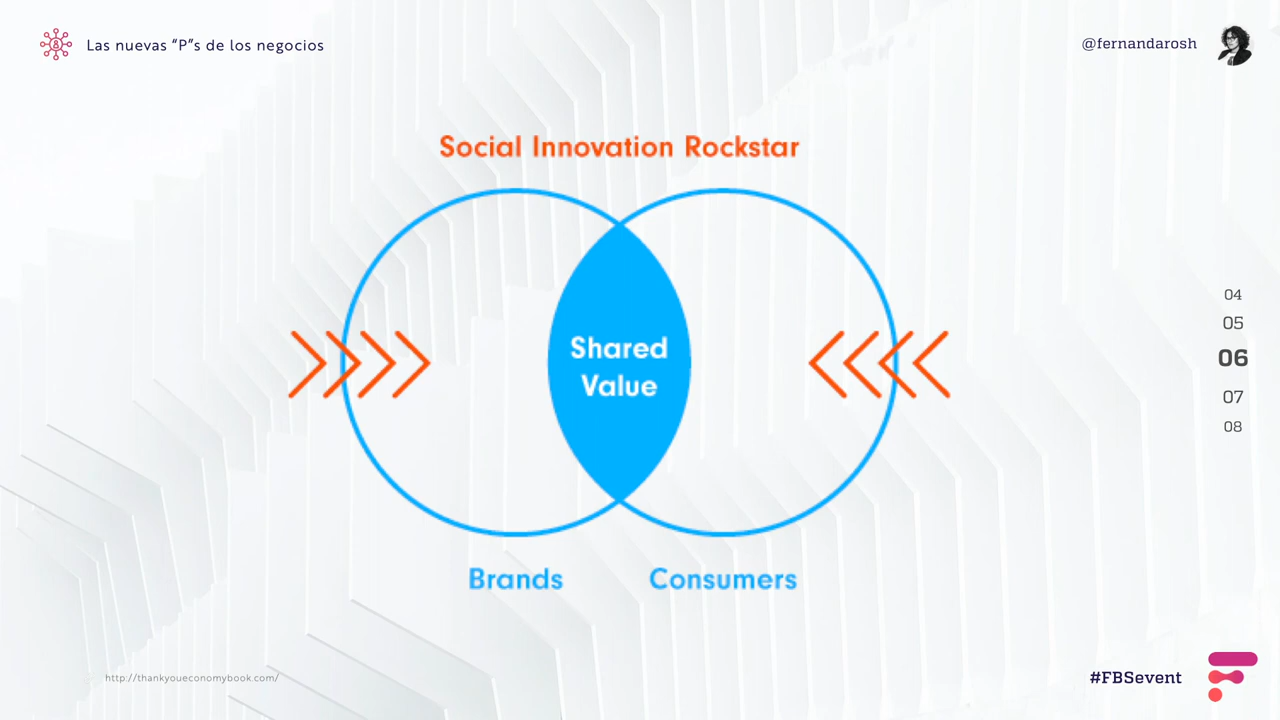 Las nuevas “P”s de los negocios
@fernandarosh
Social Innovation Rockstar
Shared
Value
Brands
Consumers
04
05
06
07
08
http://thankyoueconomybook.com/
#FBSevent